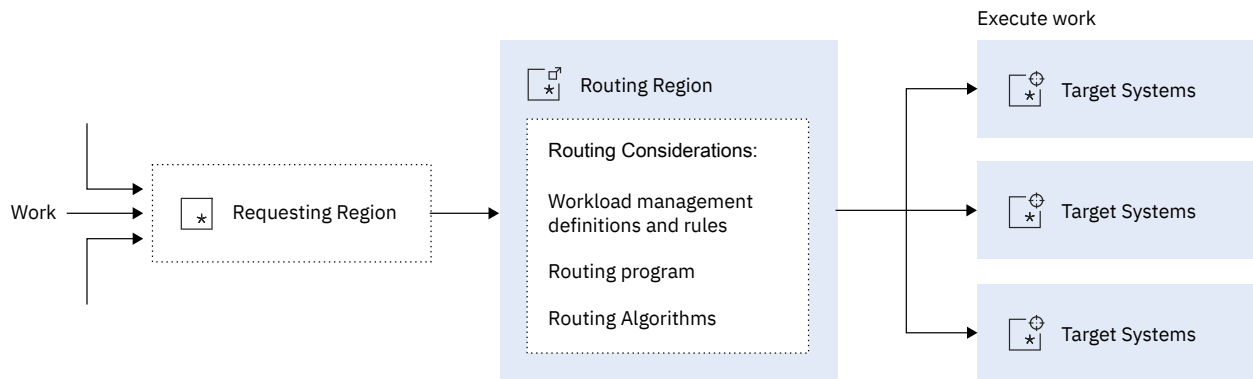 Work
Requesting Region
Routing Region
Routing Considerations:
Workload management
definitions and rules
Routing program
Routing Algorithms
Execute work
Target Systems
Target Systems
Target Systems